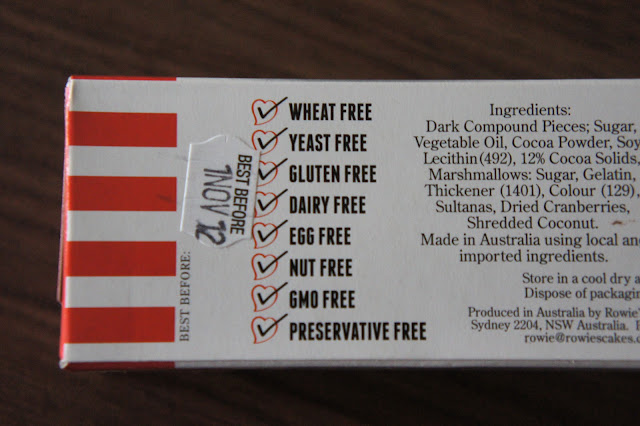 WHEAT FREE
YEAST FREE
GLUTEN FREE
DAIRY FREE
EGG FREE
NUT FREE
GMO FREE
PRESERVATIVE FREE
BEST BEFORE
1NOV 12
BEST BEFORE:
Ingredients:
Dark Compound Pieces; Sugar,
Vegetable Oil, Cocoa Powder, Soy
Lecithin(492), 12% Cocoa Solids,
Marshmallows: Sugar, Gelatin,
Thickener (1401), Colour (129),
Sultanas, Dried Cranberries,
Shredded Coconut.
Made in Australia using local and
imported ingredients.
Store in a cool dry a
Dispose of packagin
Produced in Australia by Rowie'
Sydney 2204, NSW Australia.
rowie@rowiescakes.c